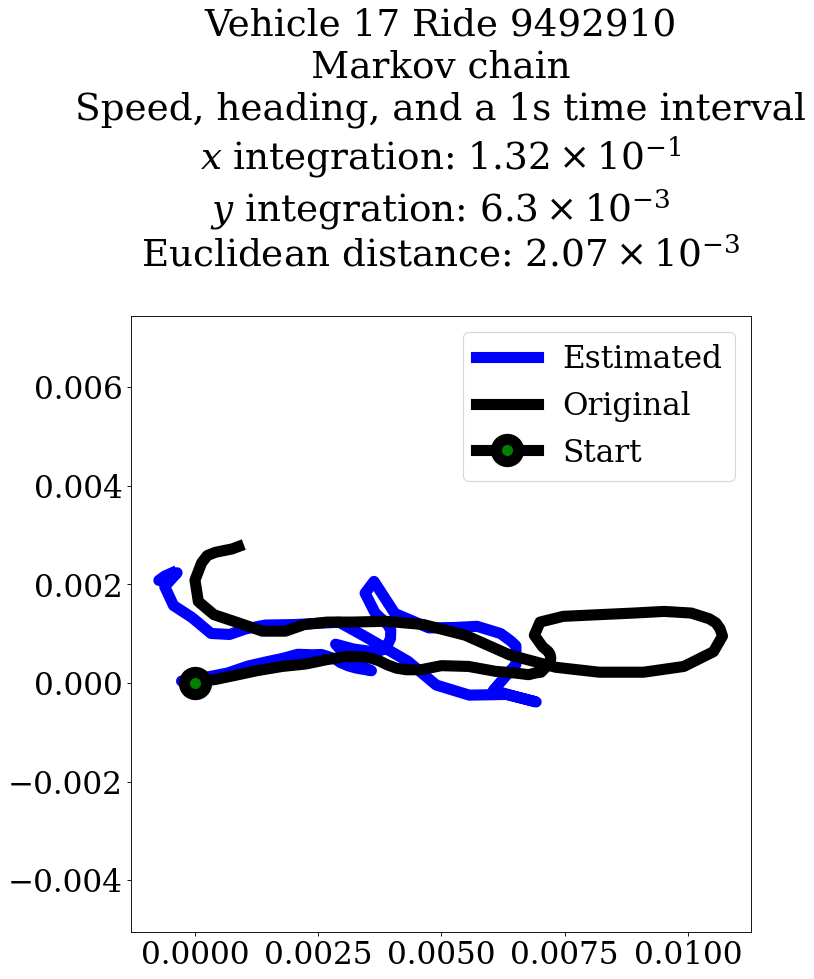 Vehicle 17 Ride 9492910
Markov chain
Speed, heading, and a 1s time interval
x integration: 1.32 × 10⁻¹
y integration: 6.3 × 10⁻³
Euclidean distance: 2.07 × 10⁻³
Estimated
Original
Start
0.006
0.004
0.002
0.000
−0.002
−0.004
0.0000 0.0025 0.0050 0.0075 0.0100